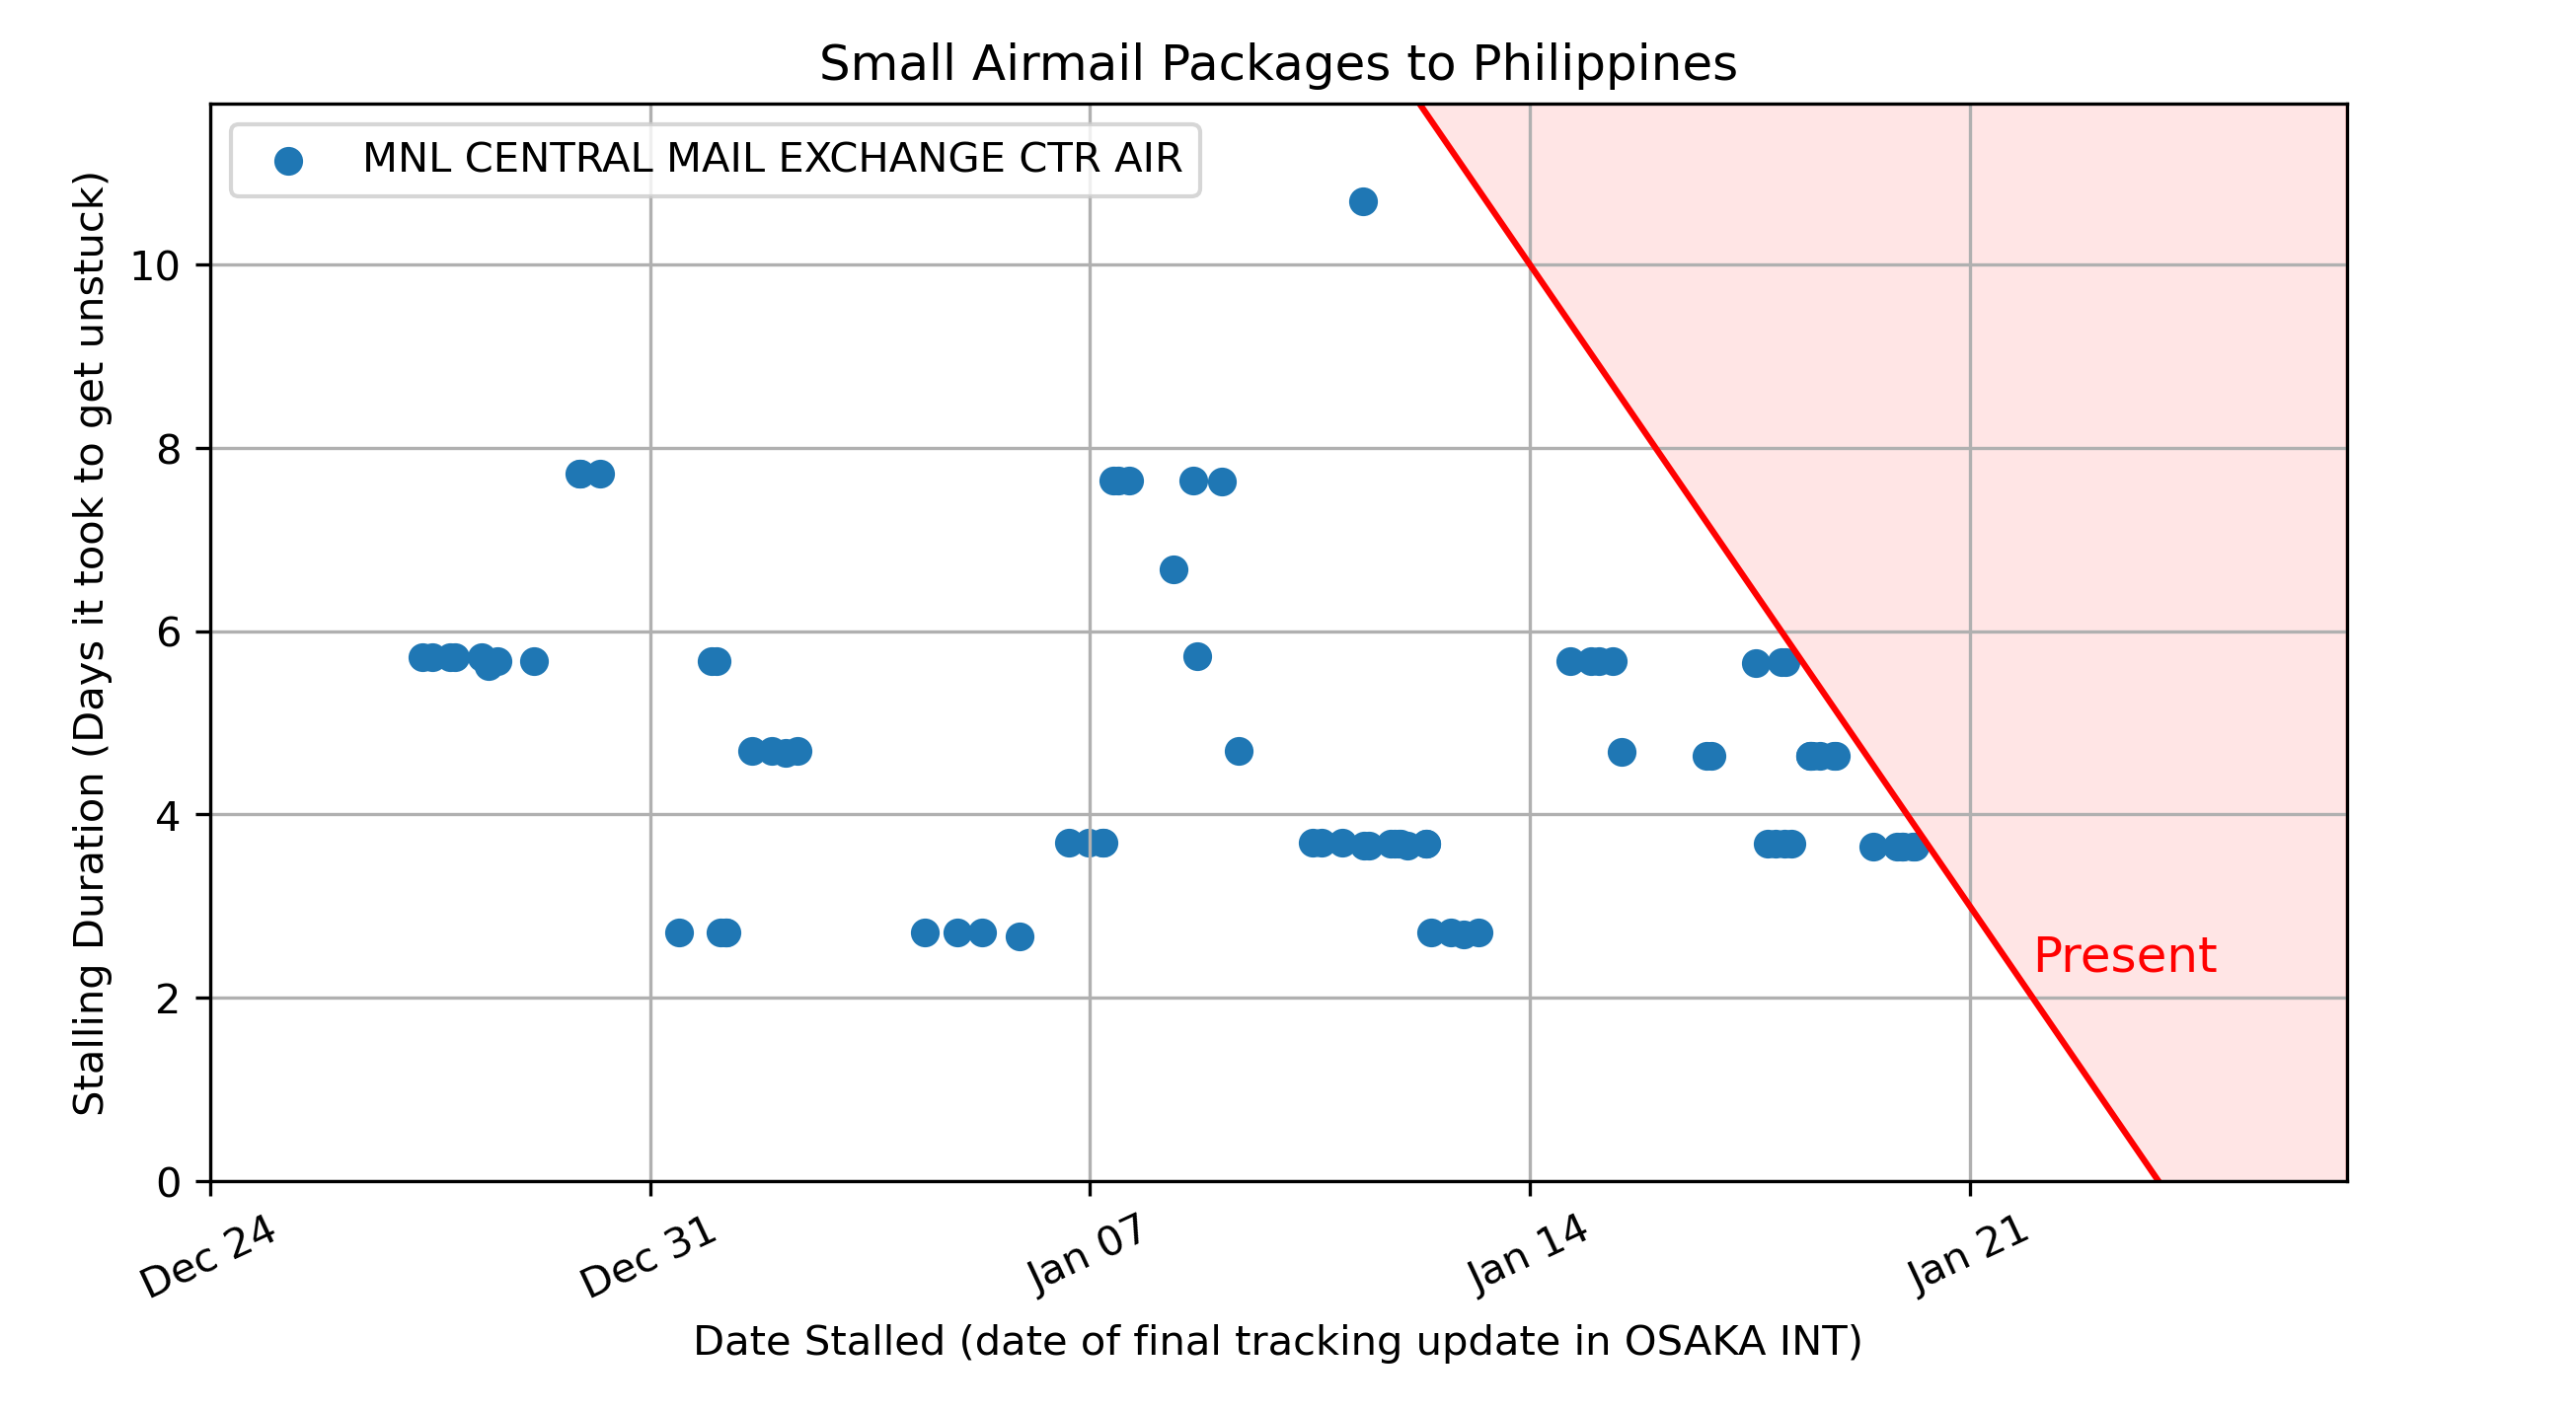 Small Airmail Packages to Philippines
MNL CENTRAL MAIL EXCHANGE CTR AIR
Stalling Duration (Days it took to get unstuck)
10
8
6
4
2
0
Present
Dec 24
Dec 31
Jan 07
Jan 14
Jan 21
Date Stalled (date of final tracking update in OSAKA INT)